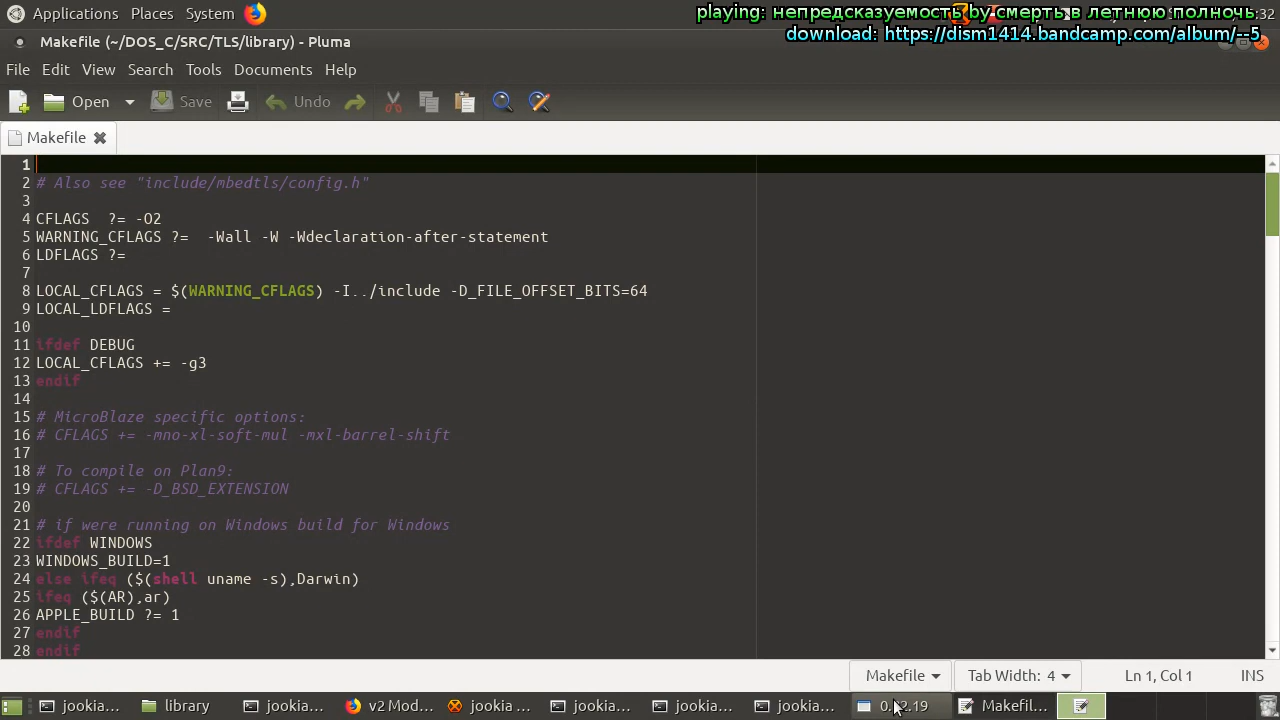 Applications Places System
:32
playing: непредсказуемость by смерть в летнюю полночь
download: https://dism1414.bandcamp.com/album/--5
Makefile (~/DOS_C/SRC/TLS/library) - Pluma
File Edit View Search Tools Documents Help
Open Save Undo
Makefile
1
2 # Also see "include/mbedtls/config.h"
3
4 CFLAGS ?= -O2
5 WARNING_CFLAGS ?= -Wall -W -Wdeclaration-after-statement
6 LDFLAGS ?=
7
8 LOCAL_CFLAGS = $(WARNING_CFLAGS) -I../include -D_FILE_OFFSET_BITS=64
9 LOCAL_LDFLAGS =
10
11 ifdef DEBUG
12 LOCAL_CFLAGS += -g3
13 endif
14
15 # MicroBlaze specific options:
16 # CFLAGS += -mno-xl-soft-mul -mxl-barrel-shift
17
18 # To compile on Plan9:
19 # CFLAGS += -D_BSD_EXTENSION
20
21 # if were running on Windows build for Windows
22 ifdef WINDOWS
23 WINDOWS_BUILD=1
24 else ifeq ($(shell uname -s),Darwin)
25 ifeq ($(AR),ar)
26 APPLE_BUILD ?= 1
27 endif
28 endif
Makefile Tab Width: 4 Ln 1, Col 1 INS
jookia... library jookia... v2 Mod... jookia ... jookia... jookia... jookia... Makefil...